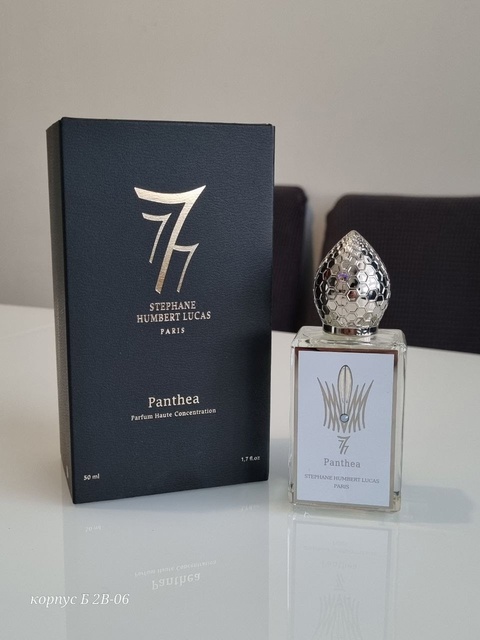 777
STEPHANE
HUMBERT LUCAS
PARIS
Panthea
Parfum Haute Concentration
50 ml
1,7 fl.oz
777
Panthea
STEPHANE HUMBERT LUCAS
PARIS
корпус Б 2В-06